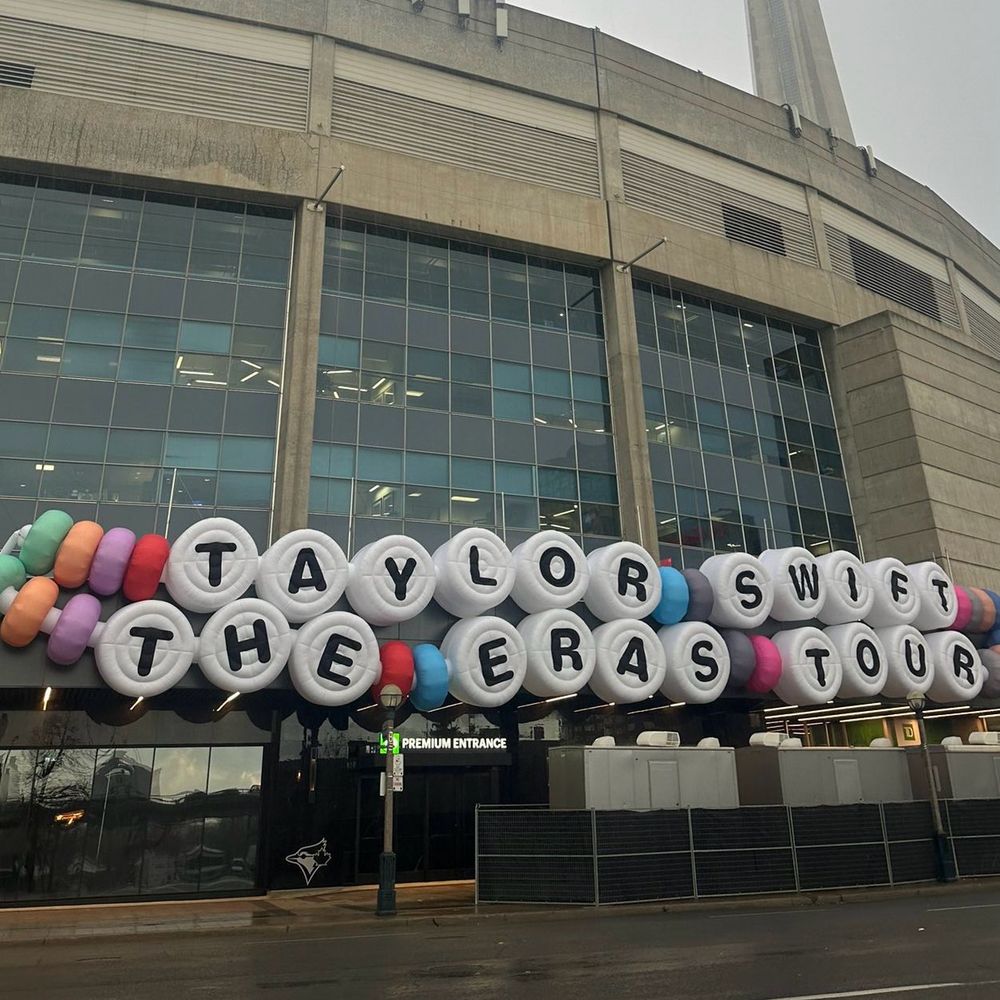 TAYLOR SWIFT
THE ERAS TOUR
PREMIUM ENTRANCE